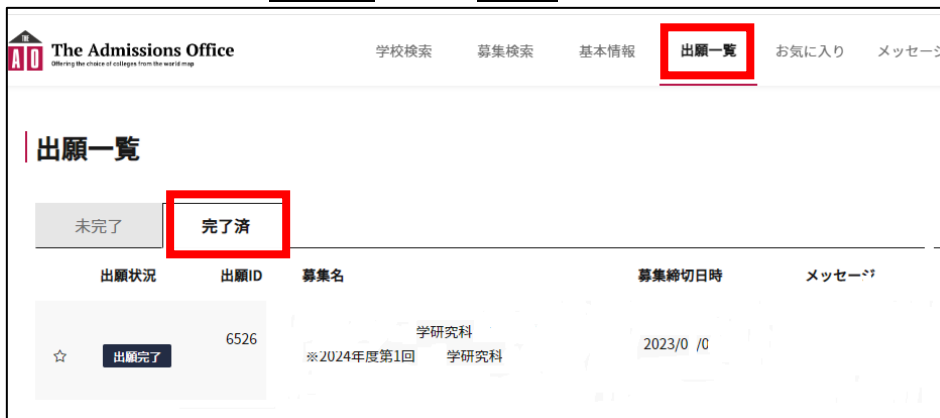 THE
AO
The Admissions Office
Offering the choice of colleges from the world map
学校検索 募集検索 基本情報 出願一覧 お気に入り メッセージ
出願一覧
未完了 完了済
出願状況 出願ID 募集名 募集締切日時 メッセージ
☆ 出願完了 6526 学研究科 2023/0 /0
※2024年度第1回 学研究科